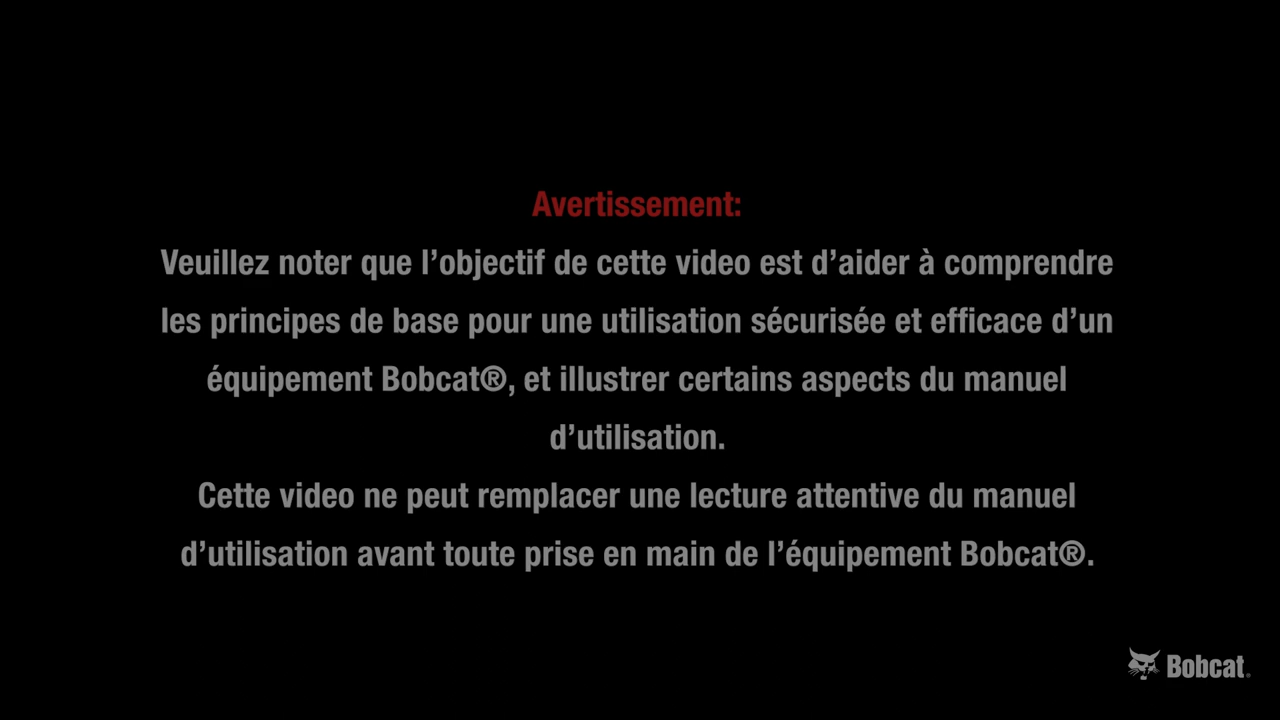 Avertissement:
Veuillez noter que l’objectif de cette video est d’aider à comprendre
les principes de base pour une utilisation sécurisée et efficace d’un
équipement Bobcat®, et illustrer certains aspects du manuel
d’utilisation.
Cette video ne peut remplacer une lecture attentive du manuel
d’utilisation avant toute prise en main de l’équipement Bobcat®.
Bobcat®